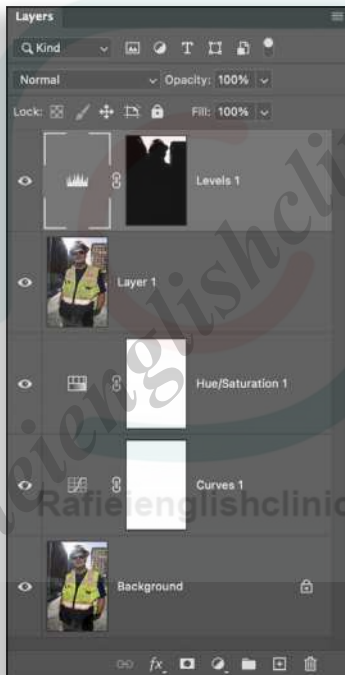 Layers
Kind
Normal Opacity: 100%
Lock: Fill: 100%
Levels 1
Layer 1
Hue/Saturation 1
Curves 1
Rafieienglishclinic
Background
fx